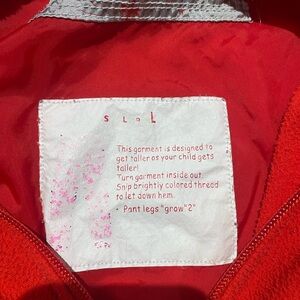 This garment is designed to
get taller as your child gets
taller!
Turn garment inside out.
Snip brightly colored thread
to let down hem.
• Pant legs "grow" 2"